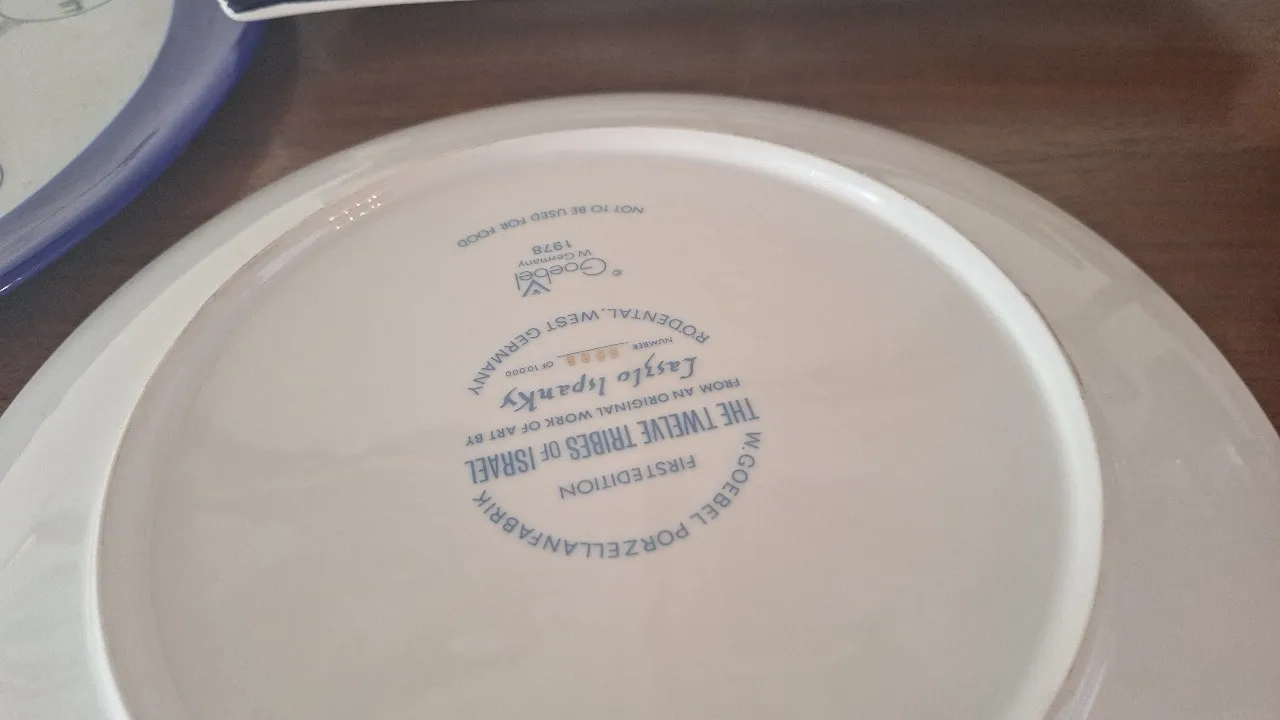 W. GOEBEL PORZELLANFABRIK
FIRST EDITION
THE TWELVE TRIBES OF ISRAEL
FROM AN ORIGINAL WORK OF ART BY
Laszlo Ispanky
NUMBER OF 10.000
RÖDENTAL, WEST GERMANY
© Goebel
W. Germany
1978
NOT TO BE USED FOR FOOD